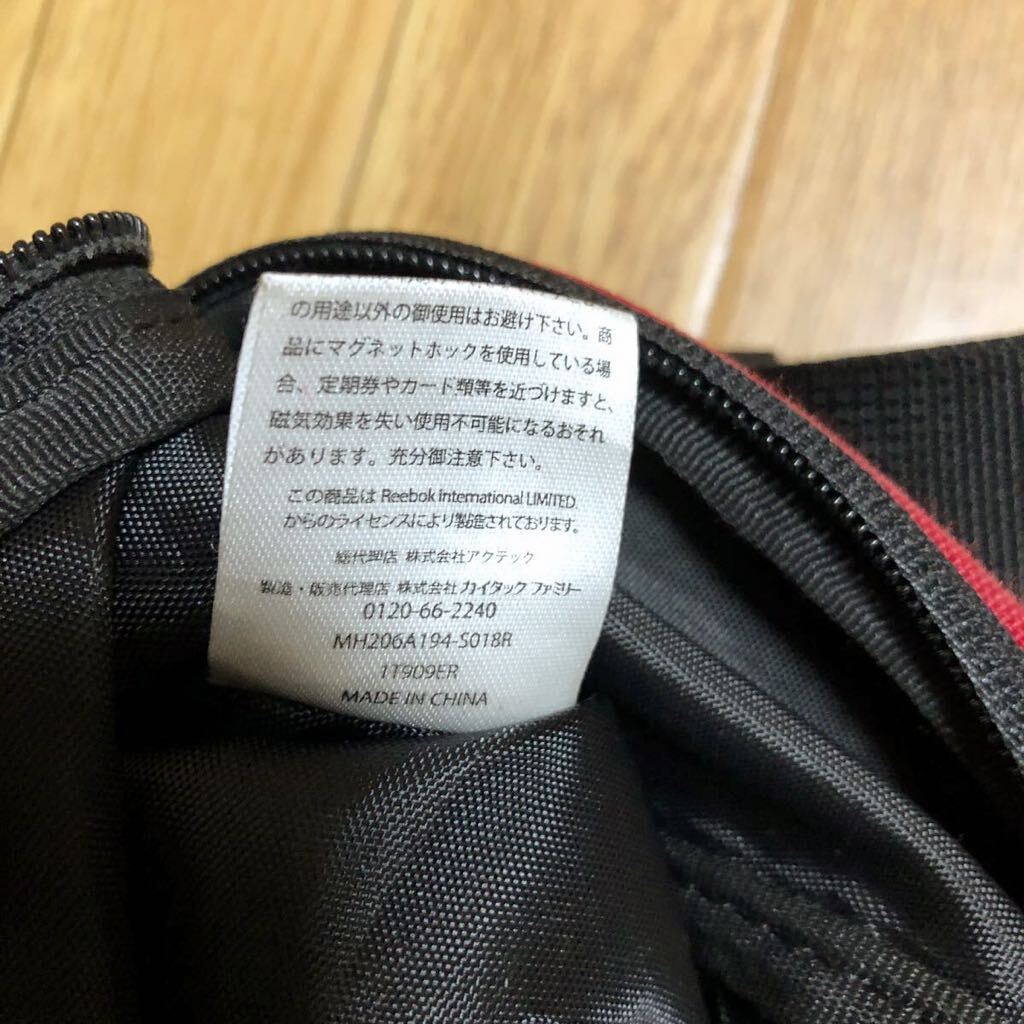 の用途以外の御使用はお避け下さい。商
品にマグネットホックを使用している場
合、定期券やカード類等を近づけますと、
磁気効果を失い使用不可能になるおそれ
があります。充分御注意下さい。
この商品は Reebok International LIMITED
からのライセンスにより製造されております。
総代理店 株式会社アクテック
製造・販売代理店 株式会社 カイタック ファミリー
0120-66-2240
MH206A194-S018R
1T909ER
MADE IN CHINA